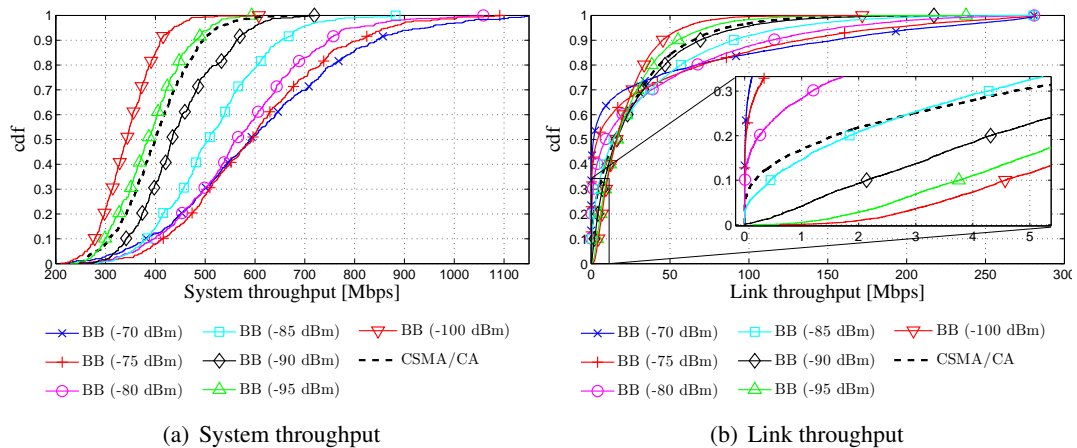 1
0.9
0.8
0.7
0.6
0.5
0.4
0.3
0.2
0.1
cdf
200 300 400 500 600 700 800 900 1000 1100
System throughput [Mbps]
BB (-70 dBm) BB (-85 dBm) BB (-100 dBm)
BB (-75 dBm) BB (-90 dBm) CSMA/CA
BB (-80 dBm) BB (-95 dBm)
(a) System throughput
1
0.9
0.8
0.7
0.6
0.5
0.4
0.3
0.2
0.1
0
cdf
0.3
0.2
0.1
0
0 1 2 3 4 5
0 50 100 150 200 250 300
Link throughput [Mbps]
BB (-70 dBm) BB (-85 dBm) BB (-100 dBm)
BB (-75 dBm) BB (-90 dBm) CSMA/CA
BB (-80 dBm) BB (-95 dBm)
(b) Link throughput